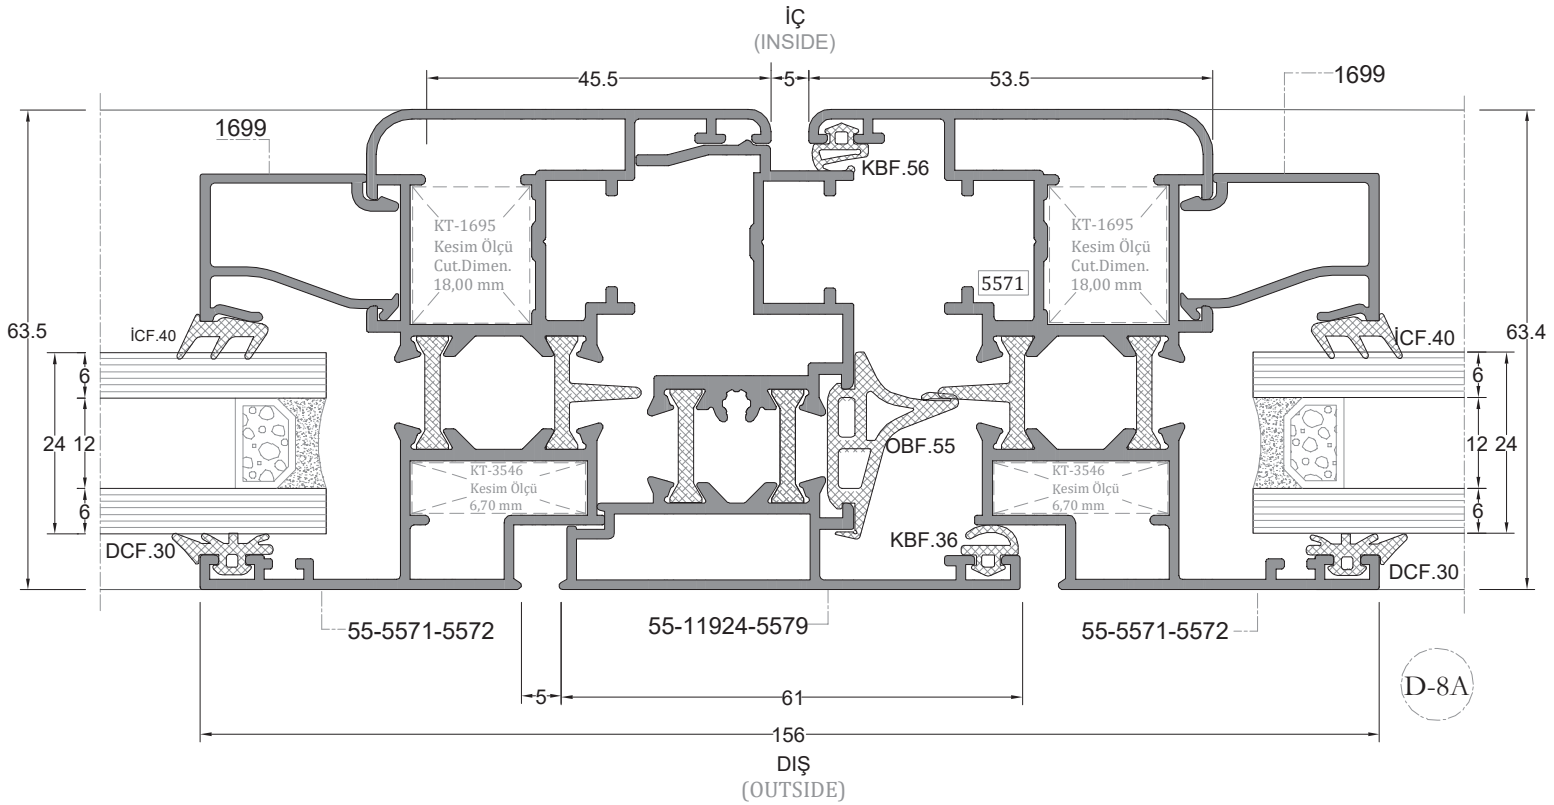 İÇ
(INSIDE)
45.5
5
53.5
1699
1699
KBF.56
KT-1695
Kesim Ölçü
Cut.Dimen.
18,00 mm
KT-1695
Kesim Ölçü
Cut.Dimen.
18,00 mm
5571
63.5
63.4
İCF.40
İCF.40
6
6
24
12
12
24
6
6
OBF.55
KT-3546
Kesim Ölçü
6,70 mm
KT-3546
Kesim Ölçü
6,70 mm
DCF.30
KBF.36
DCF.30
55-5571-5572
55-11924-5579
55-5571-5572
5
61
D-8A
156
DIŞ
(OUTSIDE)